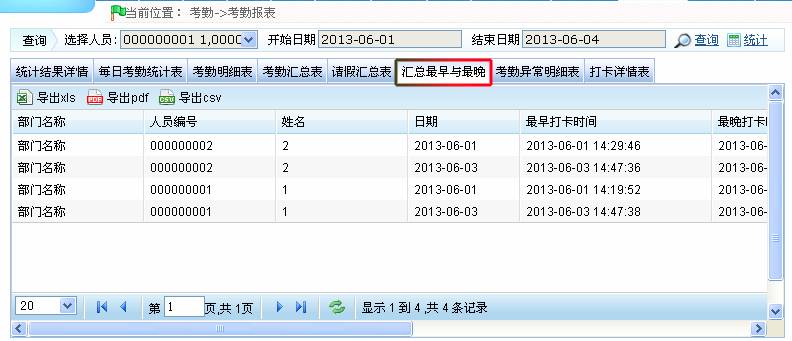 当前位置： 考勤->考勤报表
查询 选择人员: 000000001 1,0000 开始日期 2013-06-01 结束日期 2013-06-04 查询 统计
统计结果详情 每日考勤统计表 考勤明细表 考勤汇总表 请假汇总表 汇总最早与最晚 考勤异常明细表 打卡详情表
导出xls 导出pdf 导出csv
部门名称 人员编号 姓名 日期 最早打卡时间 最晚打卡
部门名称 000000002 2 2013-06-01 2013-06-01 14:29:46 2013-06-
部门名称 000000002 2 2013-06-03 2013-06-03 14:47:36 2013-06-
部门名称 000000001 1 2013-06-01 2013-06-01 14:19:52 2013-06-
部门名称 000000001 1 2013-06-03 2013-06-03 14:47:38 2013-06-
20 第 1 页,共 1页 显示 1 到 4 ,共 4 条记录